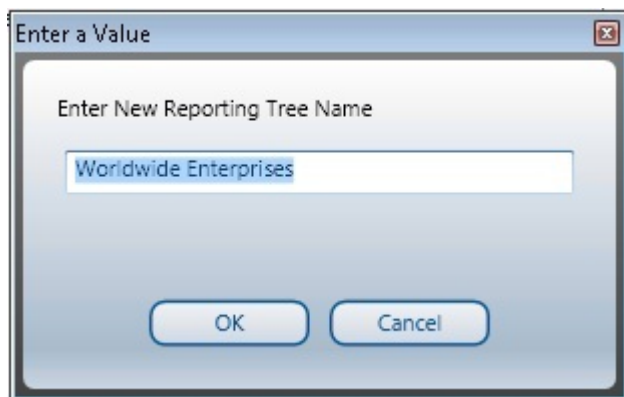 Enter a Value
Enter New Reporting Tree Name
Worldwide Enterprises
OK
Cancel